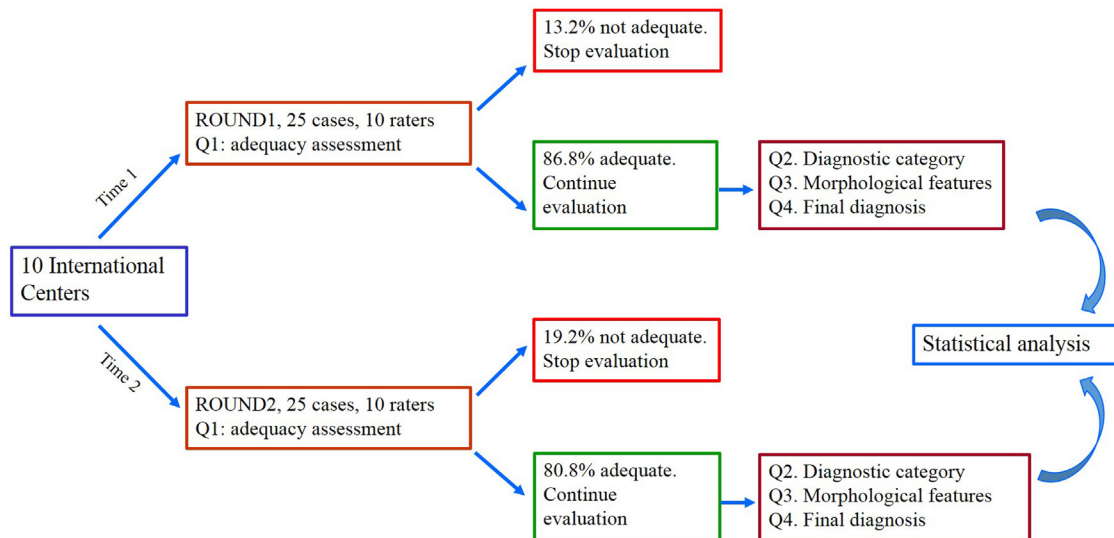 13.2% not adequate.
Stop evaluation
ROUND1, 25 cases, 10 raters
Q1: adequacy assessment
86.8% adequate.
Continue
evaluation
Q2. Diagnostic category
Q3. Morphological features
Q4. Final diagnosis
Time 1
10 International
Centers
Time 2
19.2% not adequate.
Stop evaluation
Statistical analysis
ROUND2, 25 cases, 10 raters
Q1: adequacy assessment
80.8% adequate.
Continue
evaluation
Q2. Diagnostic category
Q3. Morphological features
Q4. Final diagnosis